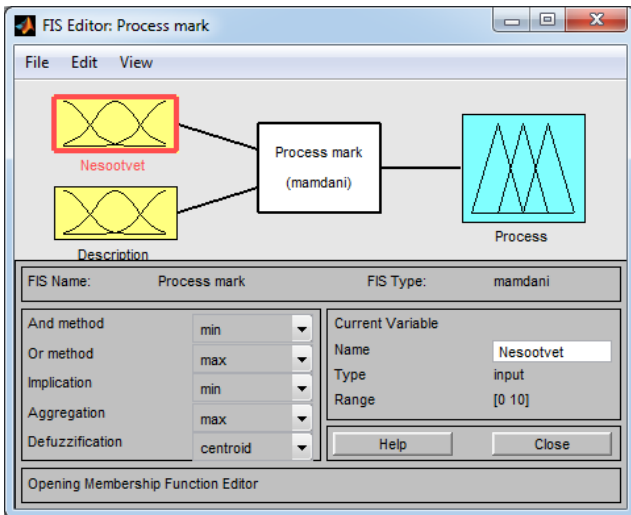 FIS Editor: Process mark
File Edit View
Nesootvet
Process mark
(mamdani)
Process
Description
FIS Name: Process mark FIS Type: mamdani
And method min
Or method max
Implication min
Aggregation max
Defuzzification centroid
Current Variable
Name Nesootvet
Type input
Range [0 10]
Help Close
Opening Membership Function Editor